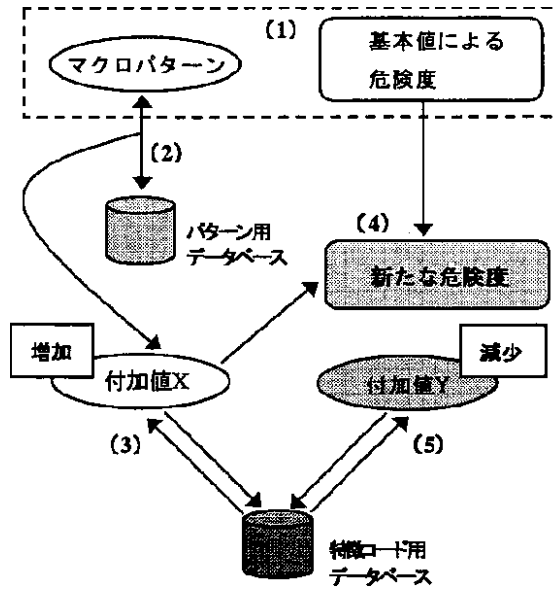 (1)
基本値による
危険度
マクロパターン
(2)
パターン用
データベース
(4)
新たな危険度
増加
付加値X
減少
付加値Y
(3)
(5)
特徴コード用
データベース